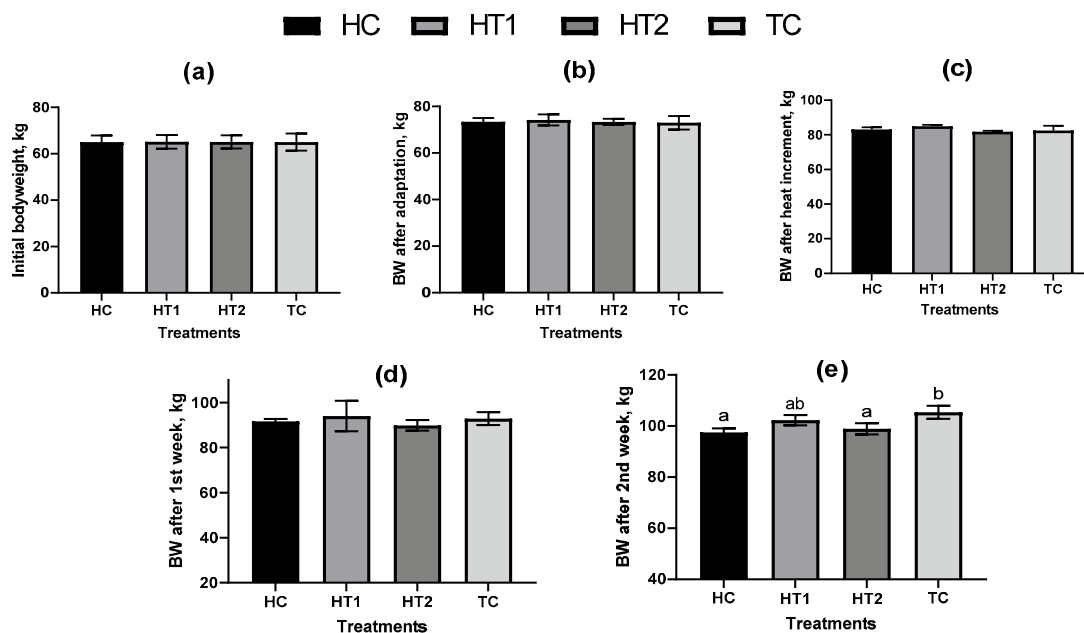 HC HT1 HT2 TC
(a)
Initial bodyweight, kg
80
60
40
20
0
HC HT1 HT2 TC
Treatments
(b)
BW after adaptation, kg
80
60
40
20
0
HC HT1 HT2 TC
Treatments
(c)
BW after heat increment, kg
100
80
60
40
20
0
HC HT1 HT2 TC
Treatments
(d)
BW after 1st week, kg
100
80
60
40
20
HC HT1 HT2 TC
Treatments
(e)
BW after 2nd week, kg
120
100
80
60
40
a ab a b
HC HT1 HT2 TC
Treatments